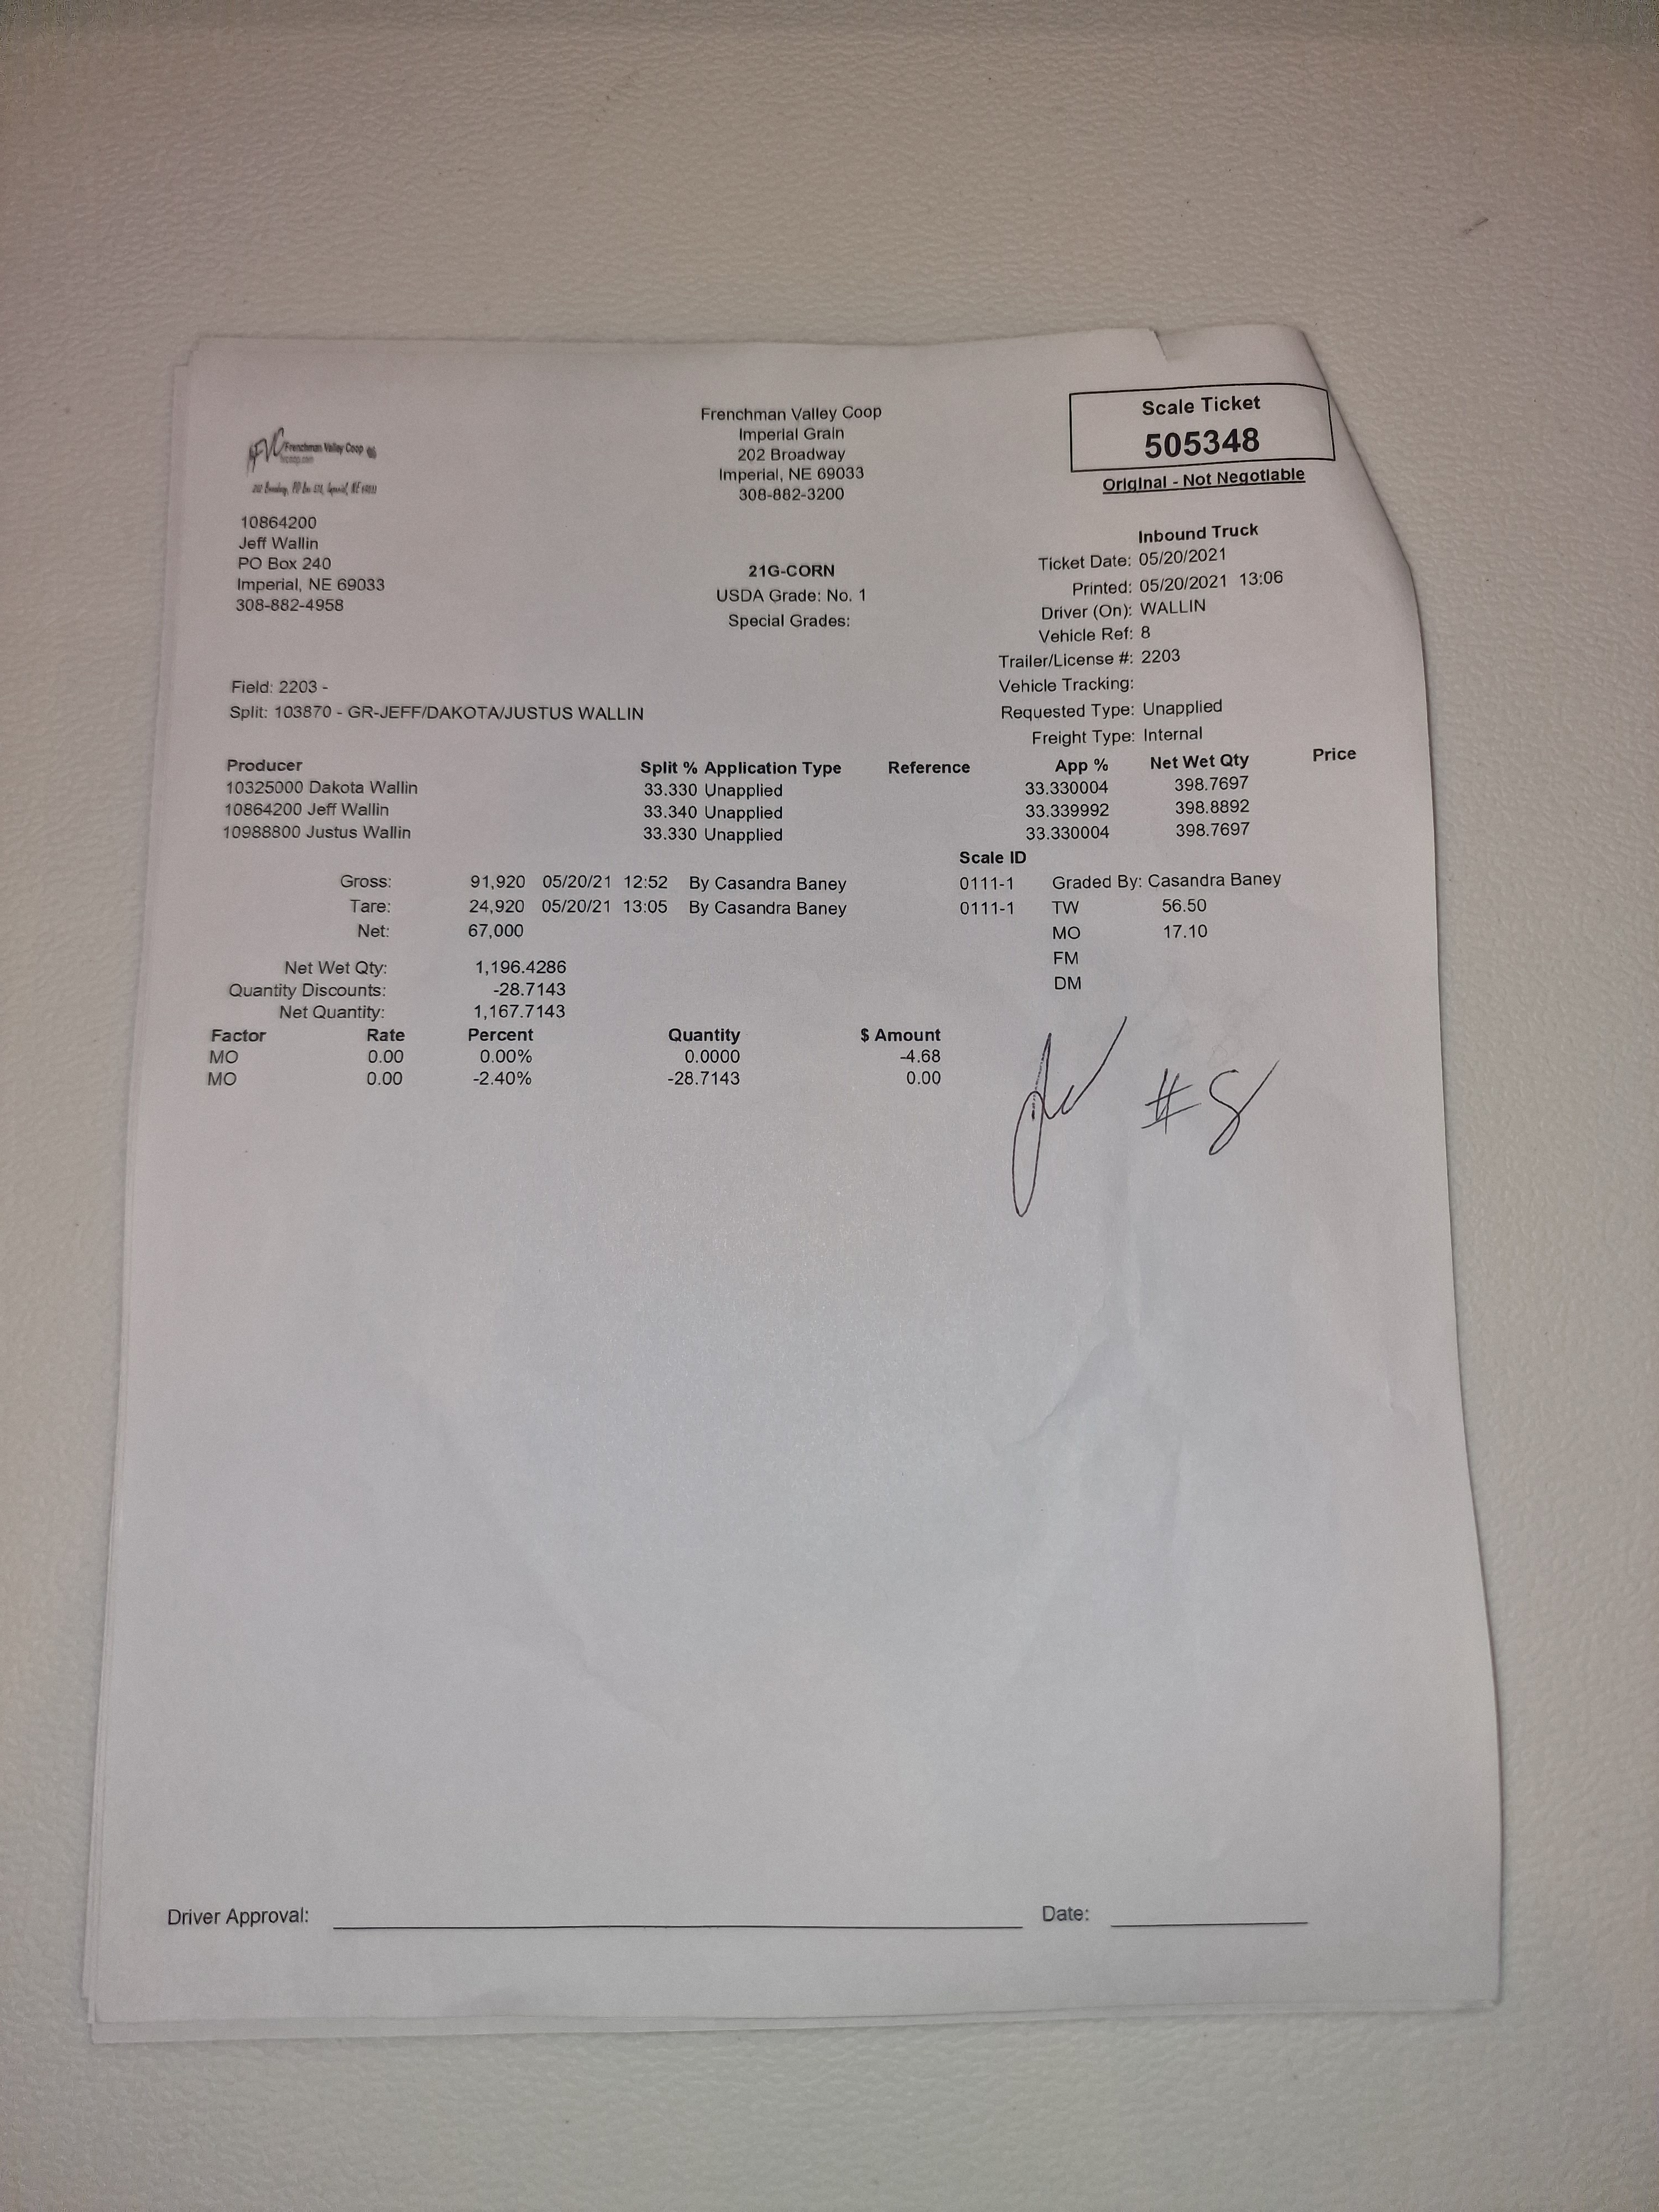 FVC Frenchman Valley Coop
202 Broadway, PO Box 578, Imperial, NE 69033
10864200
Jeff Wallin
PO Box 240
Imperial, NE 69033
308-882-4958
Frenchman Valley Coop
Imperial Grain
202 Broadway
Imperial, NE 69033
308-882-3200
21G-CORN
USDA Grade: No. 1
Special Grades:
Scale Ticket
505348
Original - Not Negotiable
Inbound Truck
Ticket Date: 05/20/2021
Printed: 05/20/2021 13:06
Driver (On): WALLIN
Vehicle Ref: 8
Trailer/License #: 2203
Vehicle Tracking:
Requested Type: Unapplied
Freight Type: Internal
Field: 2203 -
Split: 103870 - GR-JEFF/DAKOTA/JUSTUS WALLIN
Producer Split % Application Type Reference App % Net Wet Qty Price
10325000 Dakota Wallin 33.330 Unapplied 33.330004 398.7697
10864200 Jeff Wallin 33.340 Unapplied 33.339992 398.8892
10988800 Justus Wallin 33.330 Unapplied 33.330004 398.7697
Scale ID
Gross: 91,920 05/20/21 12:52 By Casandra Baney 0111-1 Graded By: Casandra Baney
Tare: 24,920 05/20/21 13:05 By Casandra Baney 0111-1 TW 56.50
Net: 67,000 MO 17.10
FM
DM
Net Wet Qty: 1,196.4286
Quantity Discounts: -28.7143
Net Quantity: 1,167.7143
Factor Rate Percent Quantity $ Amount
MO 0.00 0.00% 0.0000 -4.68
MO 0.00 -2.40% -28.7143 0.00
#8
Driver Approval: Date: